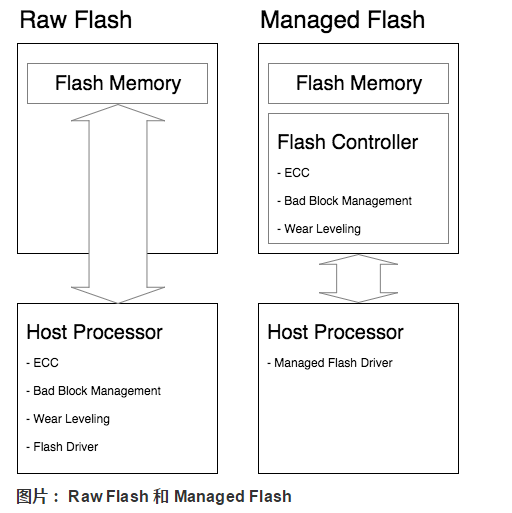 Raw Flash
Flash Memory
Host Processor
- ECC
- Bad Block Management
- Wear Leveling
- Flash Driver
Managed Flash
Flash Memory
Flash Controller
- ECC
- Bad Block Management
- Wear Leveling
Host Processor
- Managed Flash Driver
图片： Raw Flash 和 Managed Flash